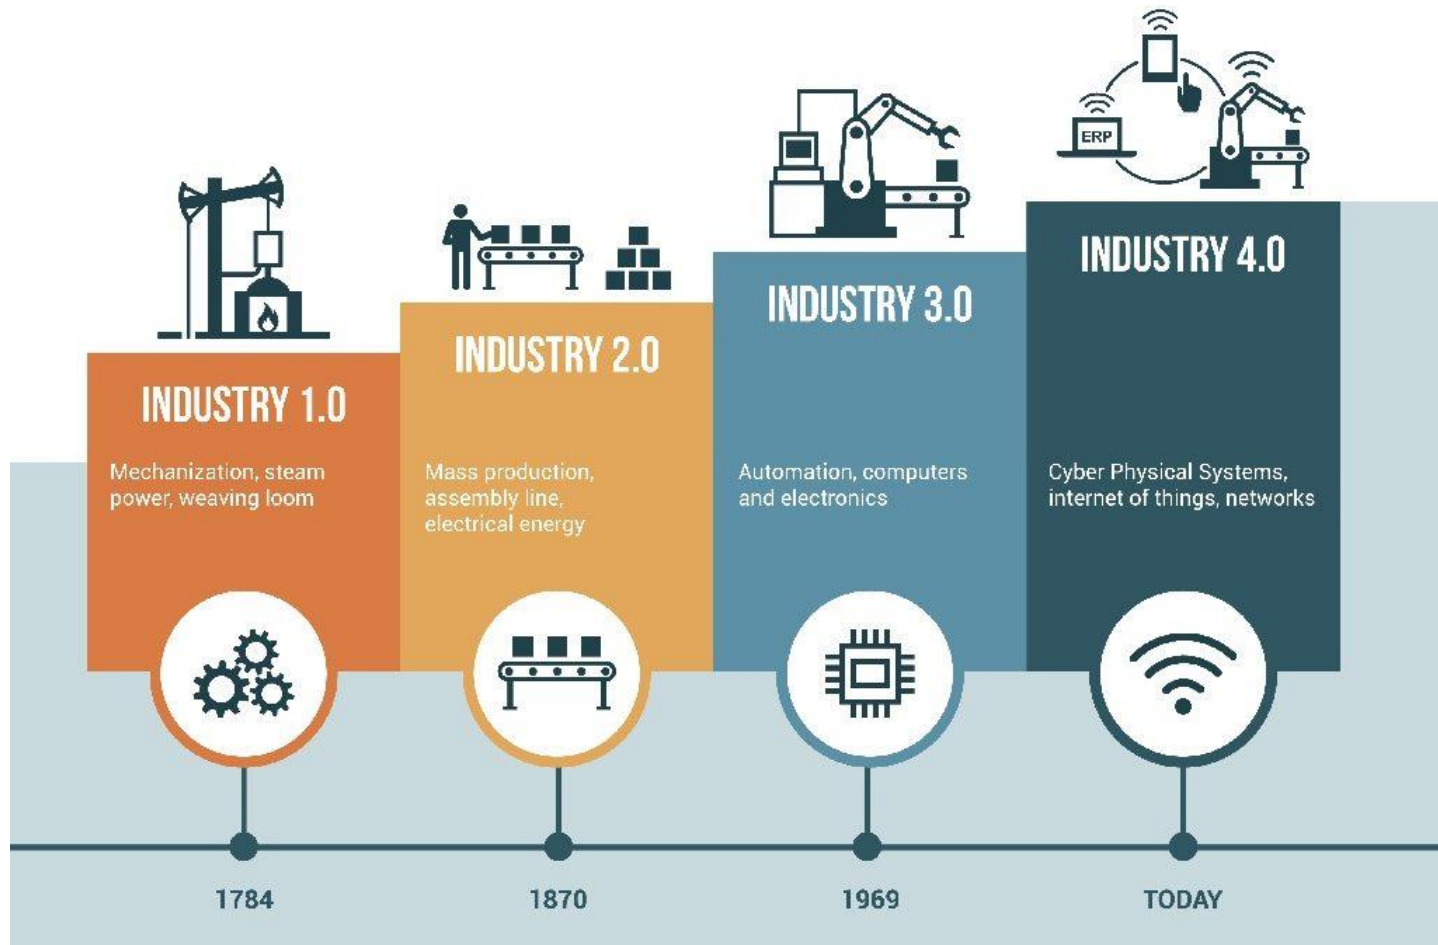 ERP
INDUSTRY 1.0
Mechanization, steam
power, weaving loom
INDUSTRY 2.0
Mass production,
assembly line,
electrical energy
INDUSTRY 3.0
Automation, computers
and electronics
INDUSTRY 4.0
Cyber Physical Systems,
internet of things, networks
1784
1870
1969
TODAY